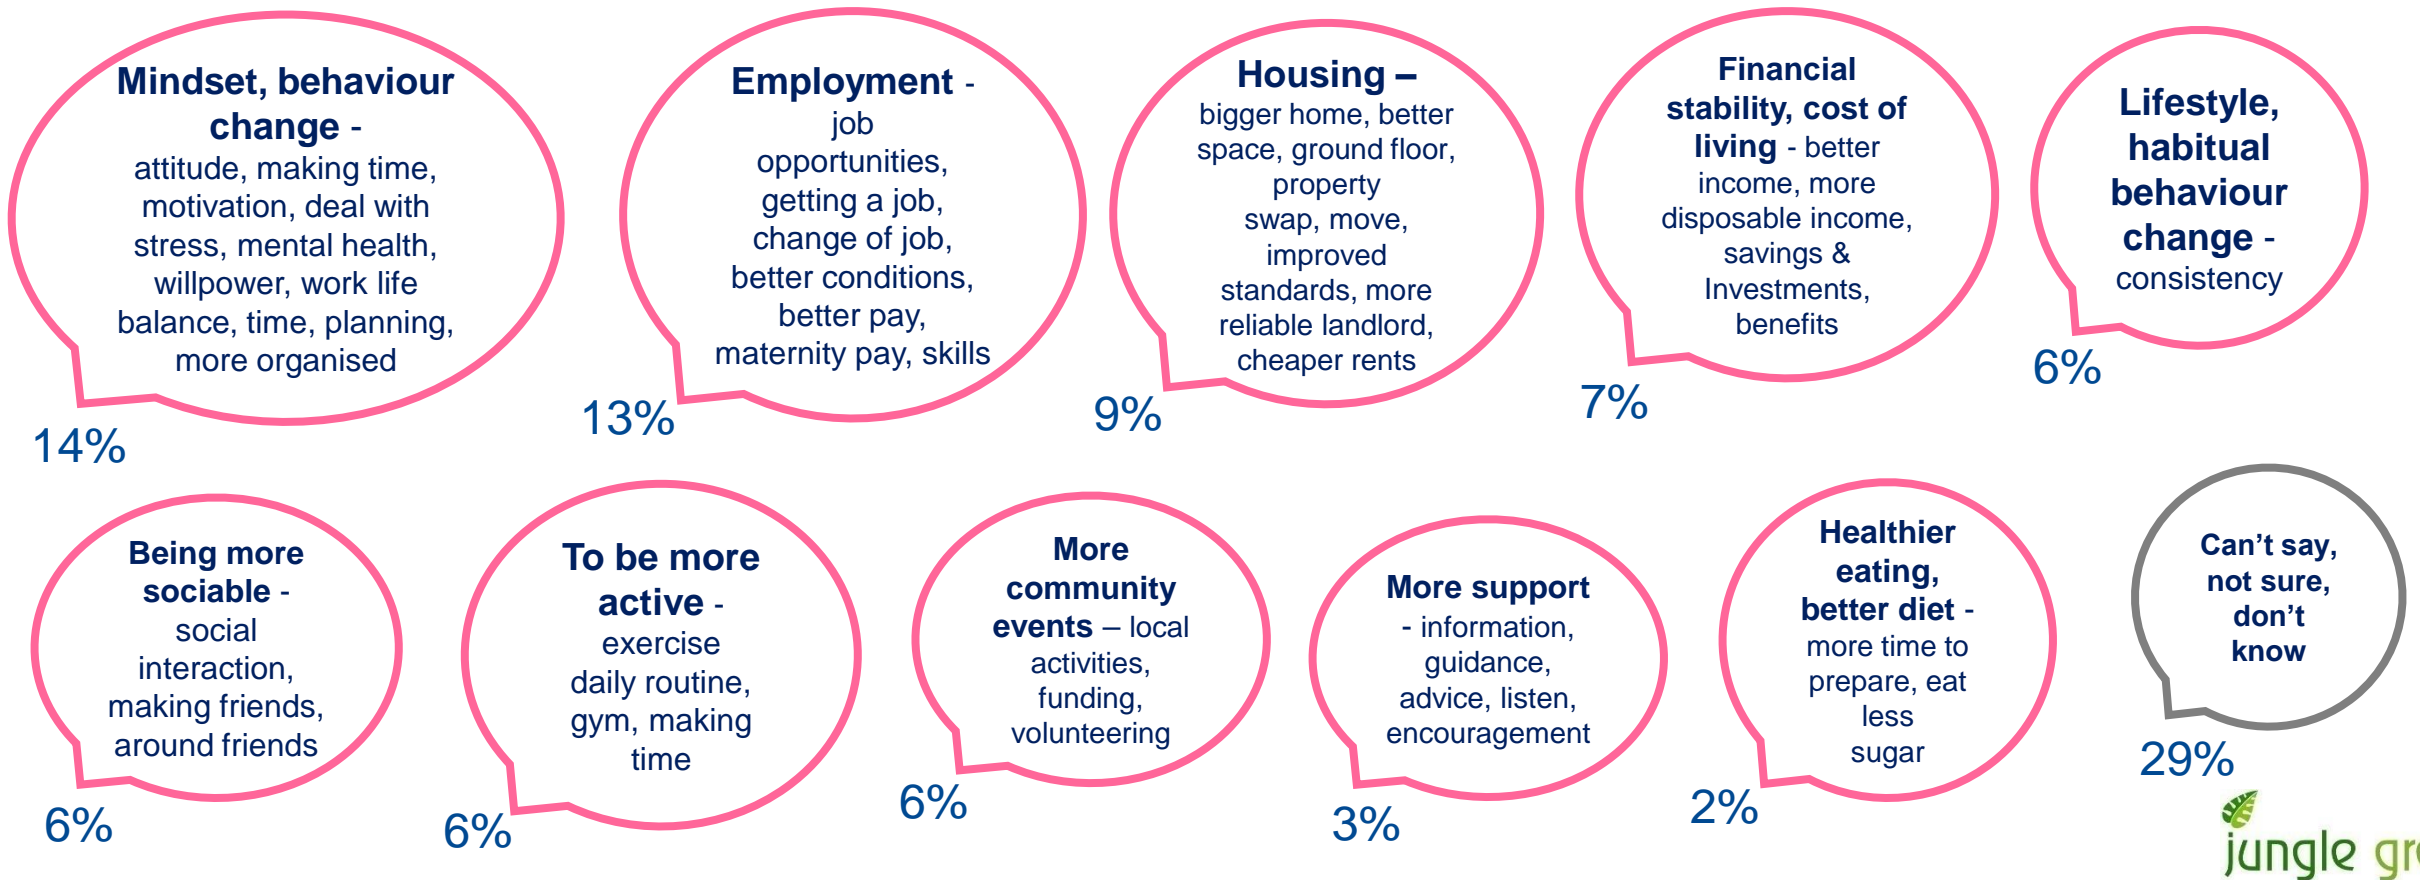 Mindset, behaviour
change -
attitude, making time,
motivation, deal with
stress, mental health,
willpower, work life
balance, time, planning,
more organised
14%
Employment -
job
opportunities,
getting a job,
change of job,
better conditions,
better pay,
maternity pay, skills
13%
Housing –
bigger home, better
space, ground floor,
property
swap, move,
improved
standards, more
reliable landlord,
cheaper rents
9%
Financial
stability, cost of
living - better
income, more
disposable income,
savings &
Investments,
benefits
7%
Lifestyle,
habitual
behaviour
change -
consistency
6%
Being more
sociable -
social
interaction,
making friends,
around friends
6%
To be more
active -
exercise
daily routine,
gym, making
time
6%
More
community
events – local
activities,
funding,
volunteering
6%
More support
- information,
guidance,
advice, listen,
encouragement
3%
Healthier
eating,
better diet -
more time to
prepare, eat
less
sugar
2%
Can’t say,
not sure,
don’t
know
29%
jungle